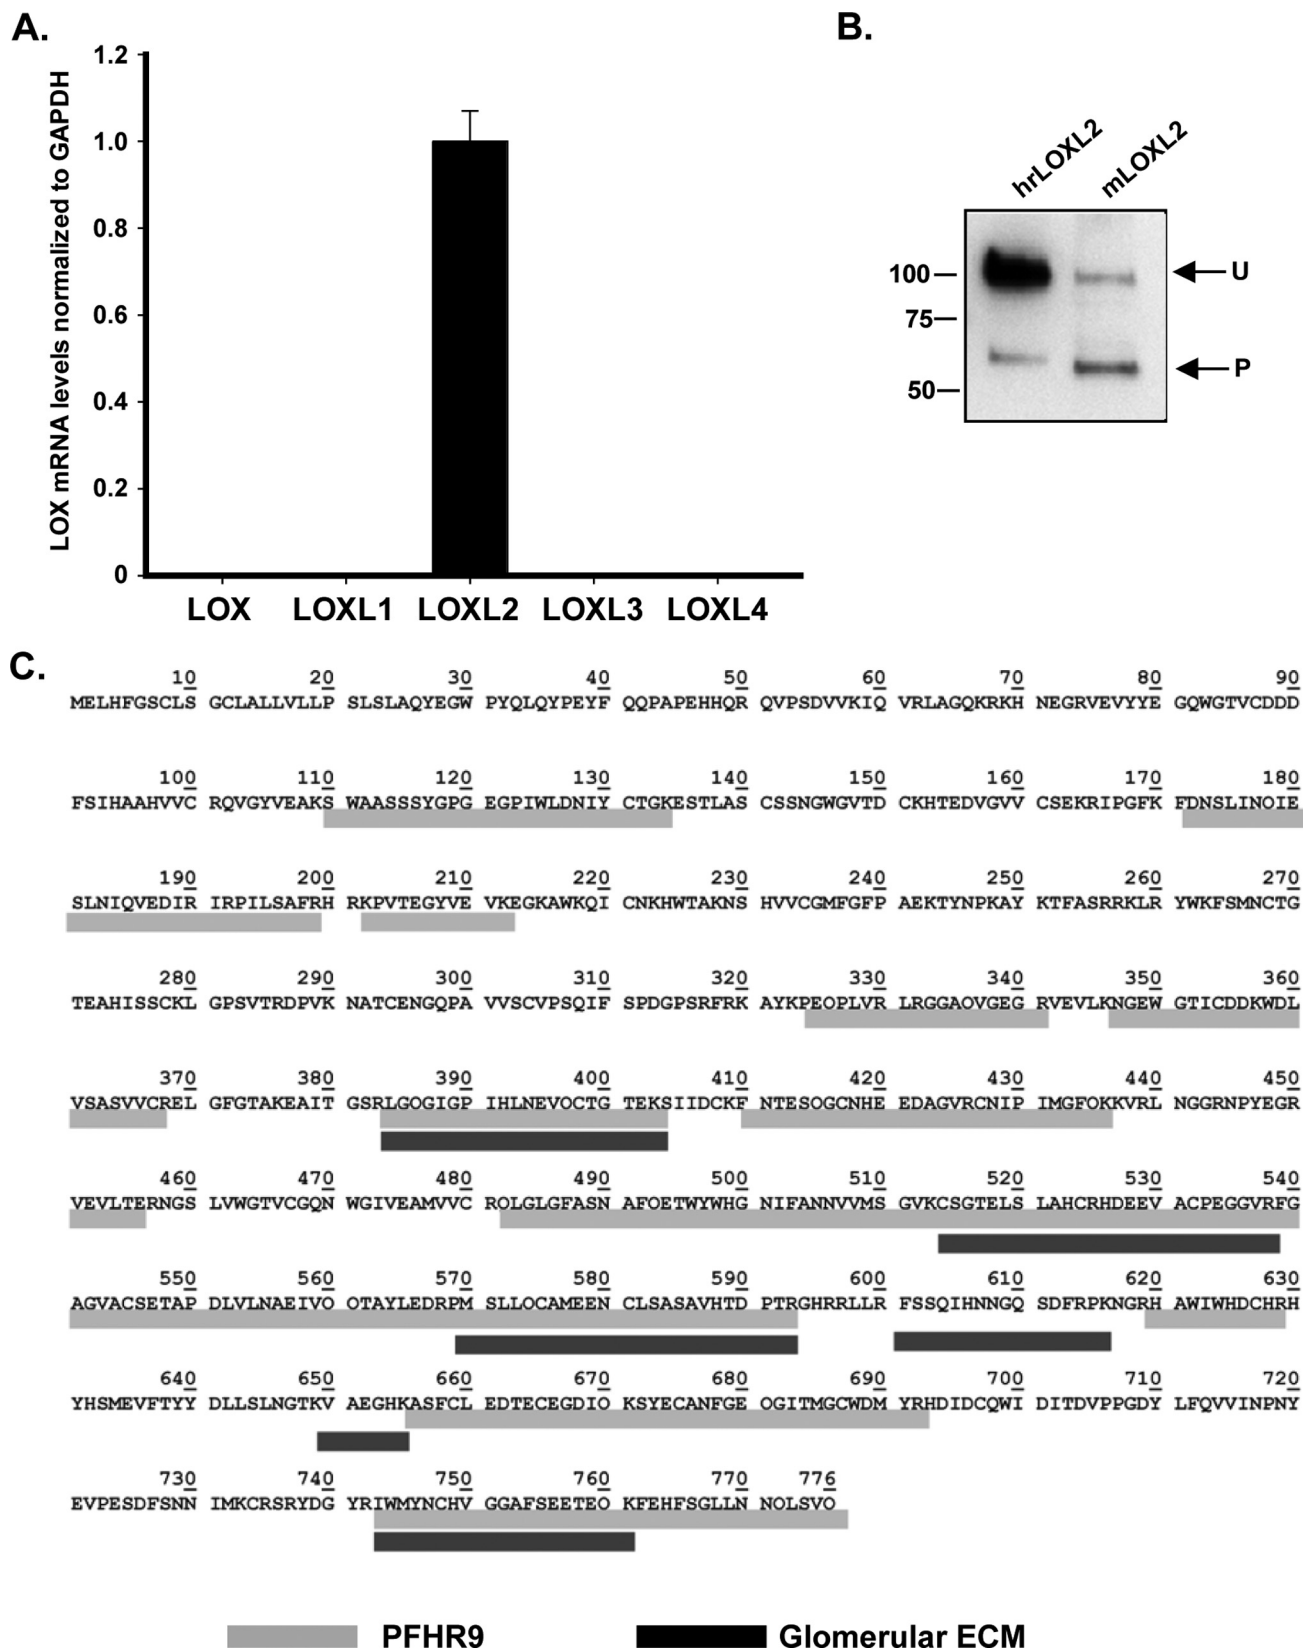 A.
LOX mRNA levels normalized to GAPDH
1.2
1.0
0.8
0.6
0.4
0.2
0
LOX LOXL1 LOXL2 LOXL3 LOXL4
B.
hrLOXL2 mLOXL2
100
75
50
U
P
C.
10 20 30 40 50 60 70 80 90
MELHFGSCLS GCLALLVLLP SLSLAQYEGW PYQLQYPEYF QQPAPEHHQR QVPSDVVKIQ VRLAGQKRKH NEGRVEVYYE GQWGTVCDDD
100 110 120 130 140 150 160 170 180
FSIHAAHVVC RQVGYVEAKS WAASSSYGPG EGPIWLDNIY CTGKESTLAS CSSNGWGVTD CKHTEDVGVV CSEKRIPGFK FDNSLINOIE
190 200 210 220 230 240 250 260 270
SLNIQVEDIR IRPILSAFRH RKPVTEGYVE VKEGKAWKQI CNKHWTAKNS HVVCGMFGFP AEKTYNPKAY KTFASRRKLR YWKFSMNCTG
280 290 300 310 320 330 340 350 360
TEAHISSCKL GPSVTRDPVK NATCENGQPA VVSCVPSQIF SPDGPSRFRK AYKPEOPLVR LRGGAOVGEG RVEVLKNGEW GTICDDKWDL
370 380 390 400 410 420 430 440 450
VSASVVCREL GFGTAKEAIT GSRLGOGIGP IHLNEVOCTG TEKSIIDCKF NTESOGCNHE EDAGVRCNIP IMGFOKKVRL NGGRNPYEGR
460 470 480 490 500 510 520 530 540
VEVLTERNGS LVWGTVCGQN WGIVEAMVVC ROLGLGFASN AFOETWYWHG NIFANNVVMS GVKCSGTELS LAHCRHDEEV ACPEGGVRFG
550 560 570 580 590 600 610 620 630
AGVACSETAP DLVLNAEIVO OTAYLEDRPM SLLOCAMEEN CLSASAVHTD PTRGHRRLLR FSSQIHNNGQ SDFRPKNGRH AWIWHDCHRH
640 650 660 670 680 690 700 710 720
YHSMEVFTYY DLLSLNGTKV AEGHKASFCL EDTECEGDIO KSYECANFGE OGITMGCWDM YRHDIDCQWI DITDVPPGDY LFQVVINPNY
730 740 750 760 770 776
EVPESDFSNN IMKCRSRYDG YRIWMYNCHV GGAFSEETEO KFEHFSGLLN NOLSVO
PFHR9 Glomerular ECM